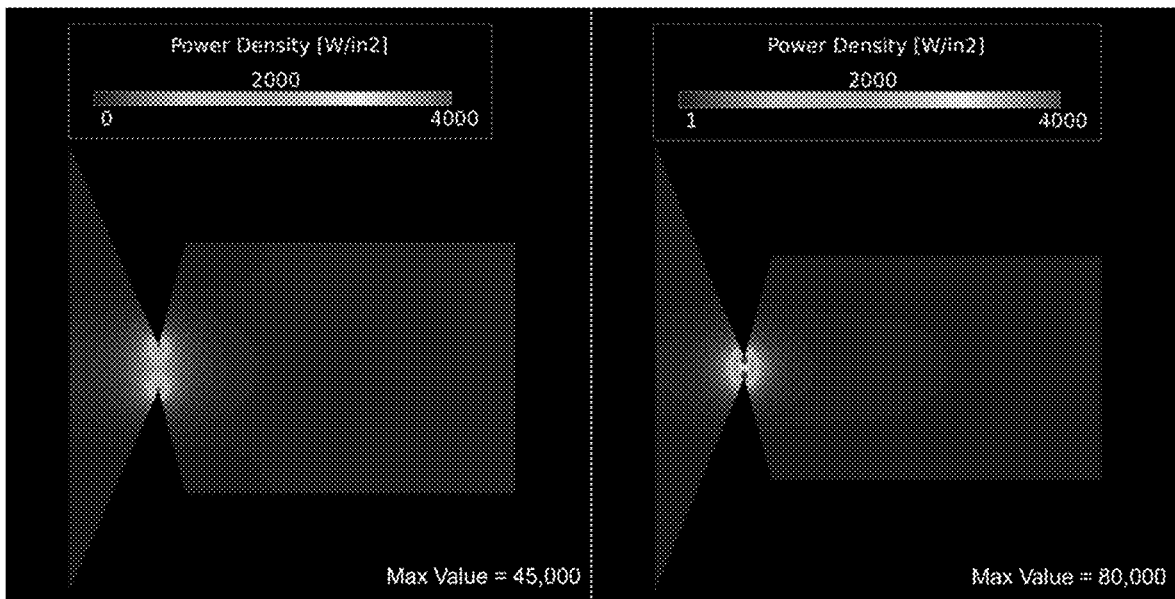 Power Density [W/in2]
2000
0 4000
Max Value = 45,000
Power Density [W/in2]
2000
1 4000
Max Value = 80,000